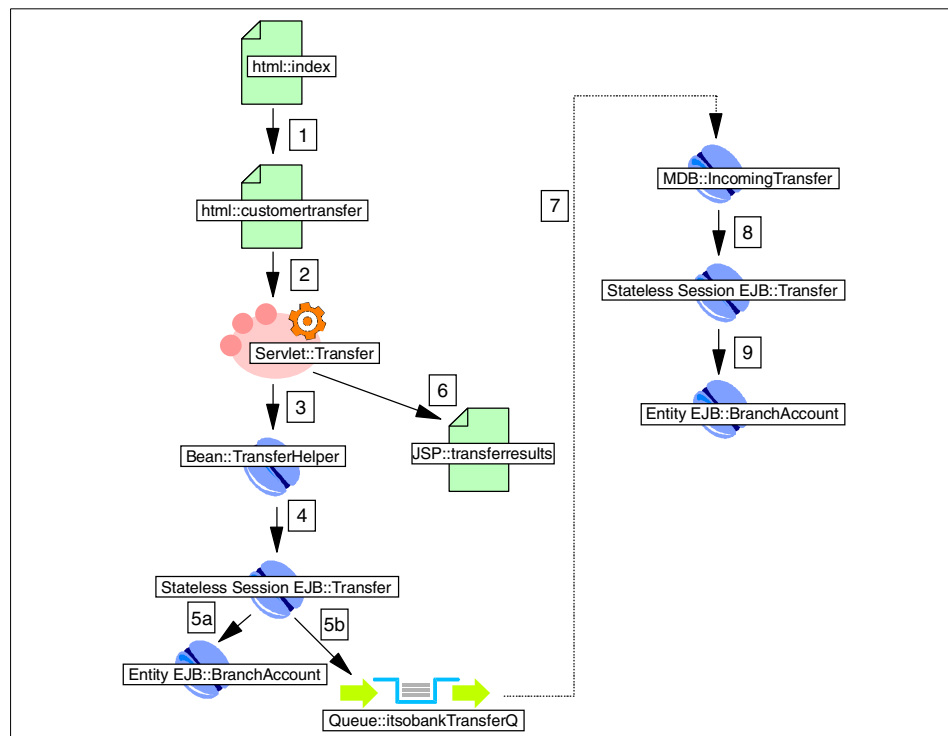 html::index
1
html::customertransfer
2
Servlet::Transfer
3
6
Bean::TransferHelper
JSP::transferresults
4
Stateless Session EJB::Transfer
5a
5b
Entity EJB::BranchAccount
Queue::itsobankTransferQ
7
MDB::IncomingTransfer
8
Stateless Session EJB::Transfer
9
Entity EJB::BranchAccount